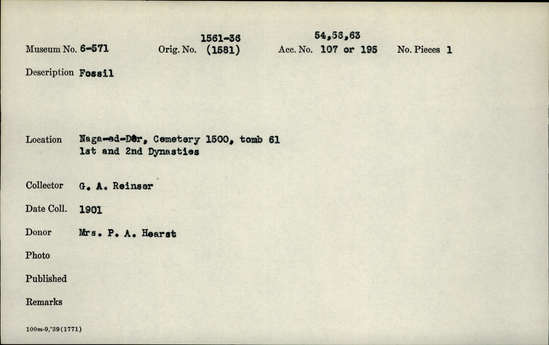 1561-36 54,58,63
Museum No. 6-571 Orig. No. (1581) Acc. No. 107 or 195 No. Pieces 1
Description Fossil
Location Naga-ed-Dêr, Cemetery 1500, tomb 61
1st and 2nd Dynasties
Collector G. A. Reinser
Date Coll. 1901
Donor Mrs. P. A. Hearst
Photo
Published
Remarks
100m-9,'39(1771)